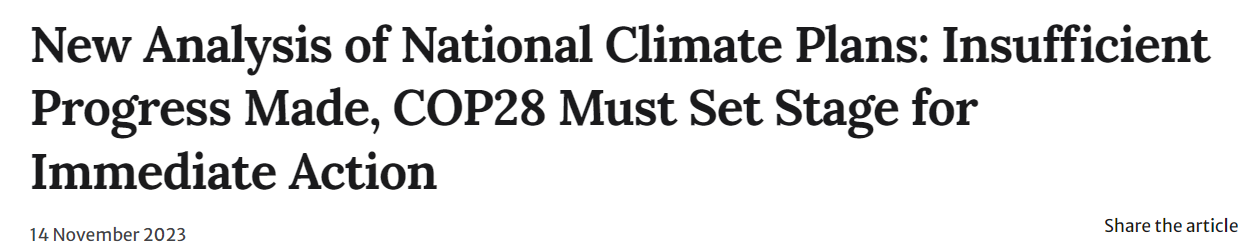 New Analysis of National Climate Plans: Insufficient
Progress Made, COP28 Must Set Stage for
Immediate Action
14 November 2023
Share the article